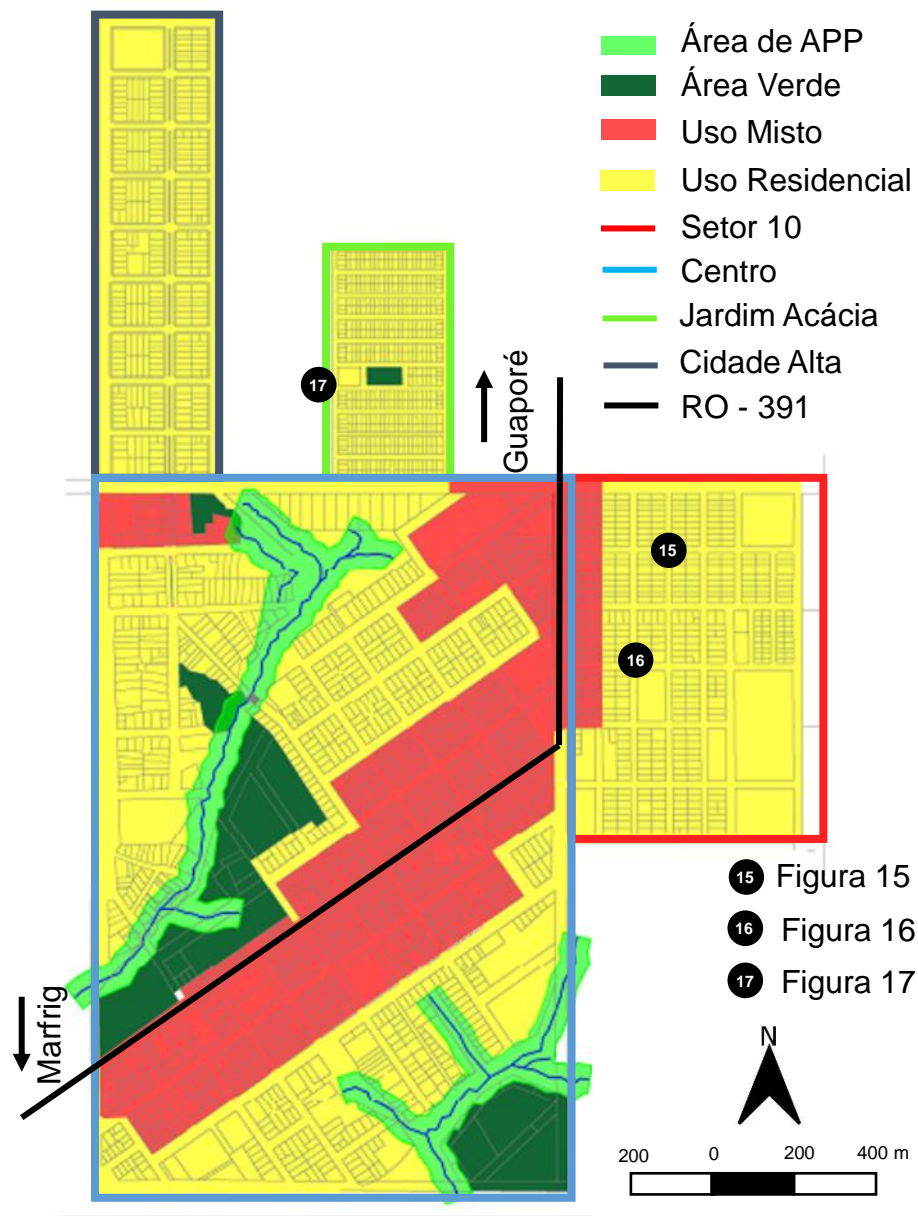 Área de APP
Área Verde
Uso Misto
Uso Residencial
Setor 10
Centro
Jardim Acácia
Cidade Alta
RO - 391
17
Guaporé
15
16
15 Figura 15
16 Figura 16
17 Figura 17
Marfrig
N
200 0 200 400 m